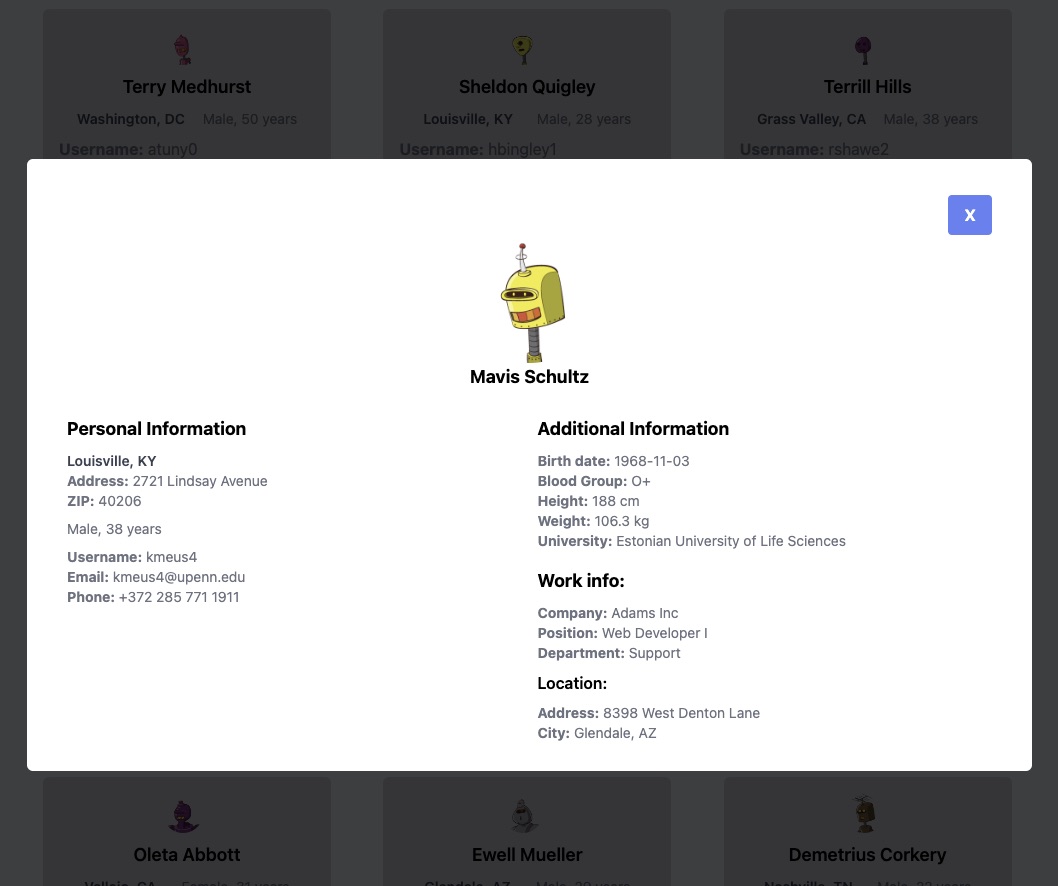 Terry Medhurst
Sheldon Quigley
Terrill Hills
Washington, DC Male, 50 years
Louisville, KY Male, 28 years
Grass Valley, CA Male, 38 years
Username: atuny0
Username: hbingley1
Username: rshawe2
X
Mavis Schultz
Personal Information
Louisville, KY
Address: 2721 Lindsay Avenue
ZIP: 40206
Male, 38 years
Username: kmeus4
Email: kmeus4@upenn.edu
Phone: +372 285 771 1911
Additional Information
Birth date: 1968-11-03
Blood Group: O+
Height: 188 cm
Weight: 106.3 kg
University: Estonian University of Life Sciences
Work info:
Company: Adams Inc
Position: Web Developer I
Department: Support
Location:
Address: 8398 West Denton Lane
City: Glendale, AZ
Oleta Abbott
Ewell Mueller
Demetrius Corkery